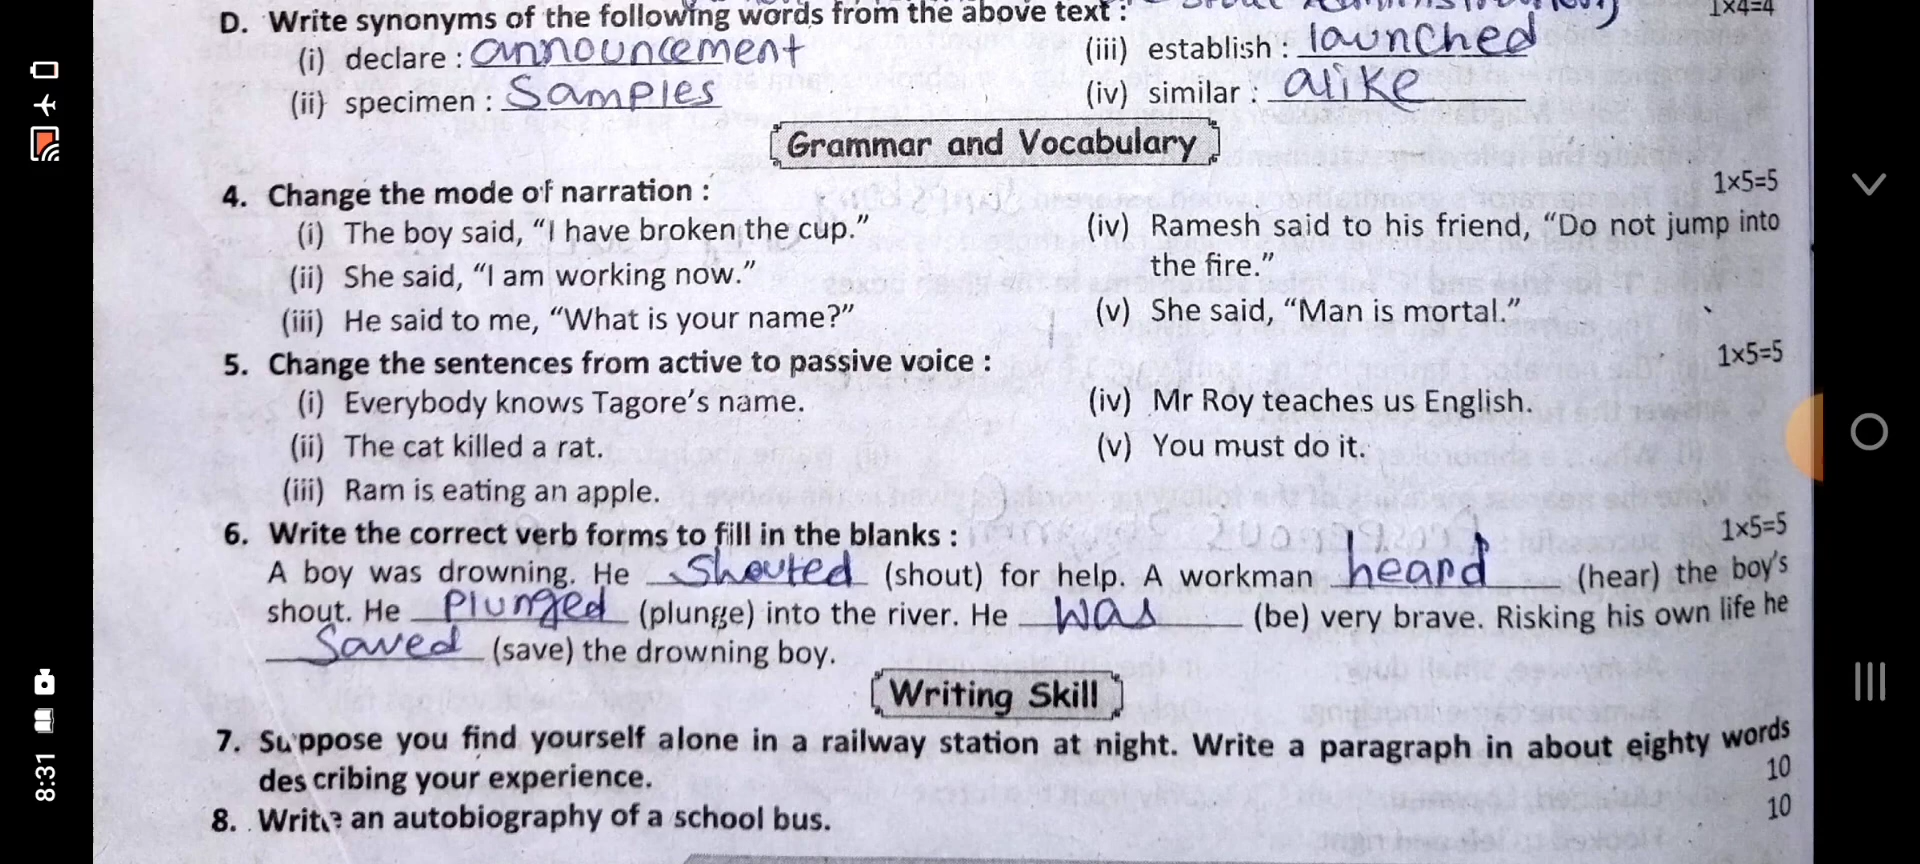 D. Write synonyms of the following words from the above text : 1x4=4
(i) declare : announcement (iii) establish : launched
(ii) specimen : Samples (iv) similar : alike
Grammar and Vocabulary
4. Change the mode of narration : 1x5=5
(i) The boy said, “I have broken the cup.” (iv) Ramesh said to his friend, “Do not jump into
(ii) She said, “I am working now.” the fire.”
(iii) He said to me, “What is your name?” (v) She said, “Man is mortal.”
5. Change the sentences from active to passive voice : 1x5=5
(i) Everybody knows Tagore’s name. (iv) Mr Roy teaches us English.
(ii) The cat killed a rat. (v) You must do it.
(iii) Ram is eating an apple.
6. Write the correct verb forms to fill in the blanks : 1x5=5
A boy was drowning. He shouted (shout) for help. A workman heard (hear) the boy’s
shout. He plunged (plunge) into the river. He was (be) very brave. Risking his own life he
Saved (save) the drowning boy.
Writing Skill
7. Suppose you find yourself alone in a railway station at night. Write a paragraph in about eighty words
describing your experience. 10
8. Write an autobiography of a school bus. 10
8:31